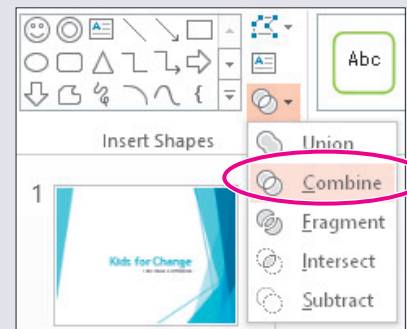 Abc
Insert Shapes
Union
Combine
Fragment
Intersect
Subtract
1
Kids for Change